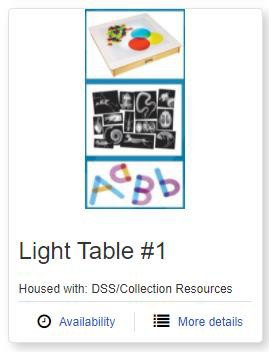 A a B b
Light Table #1
Housed with: DSS/Collection Resources
Availability
More details